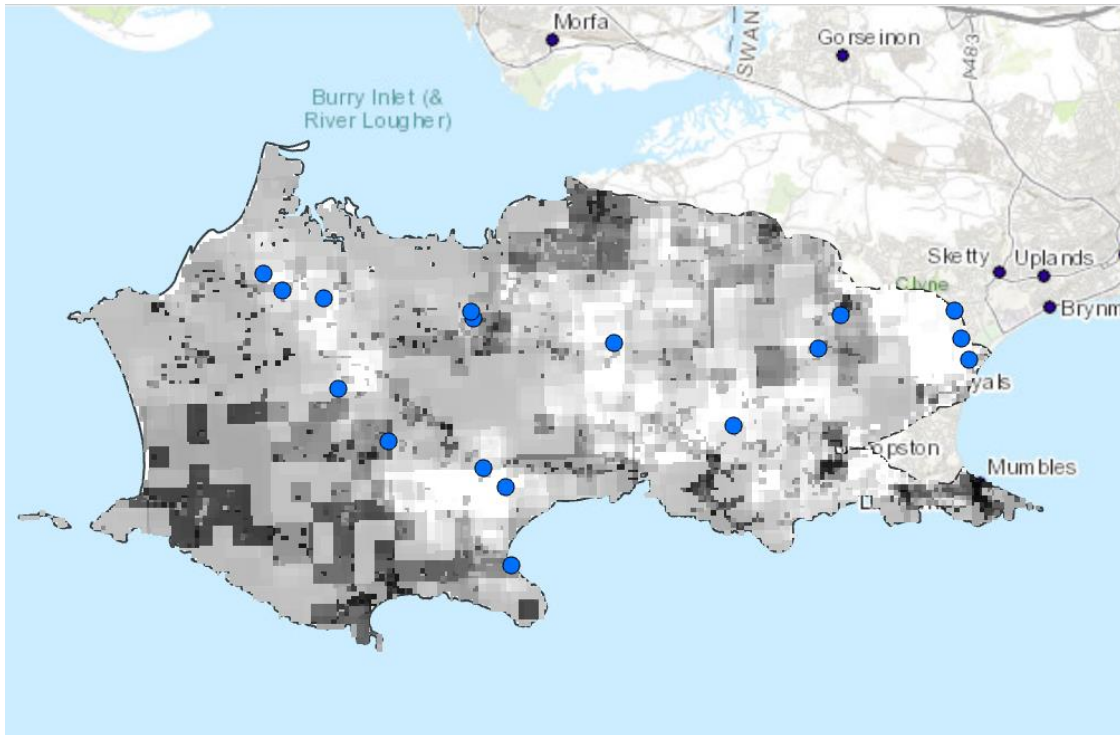 Morfa
SWAN
Gorseinon
A483
Burry Inlet (&
River Lougher)
Sketty
Uplands
Clyne
Brynm
yals
opston
Mumbles